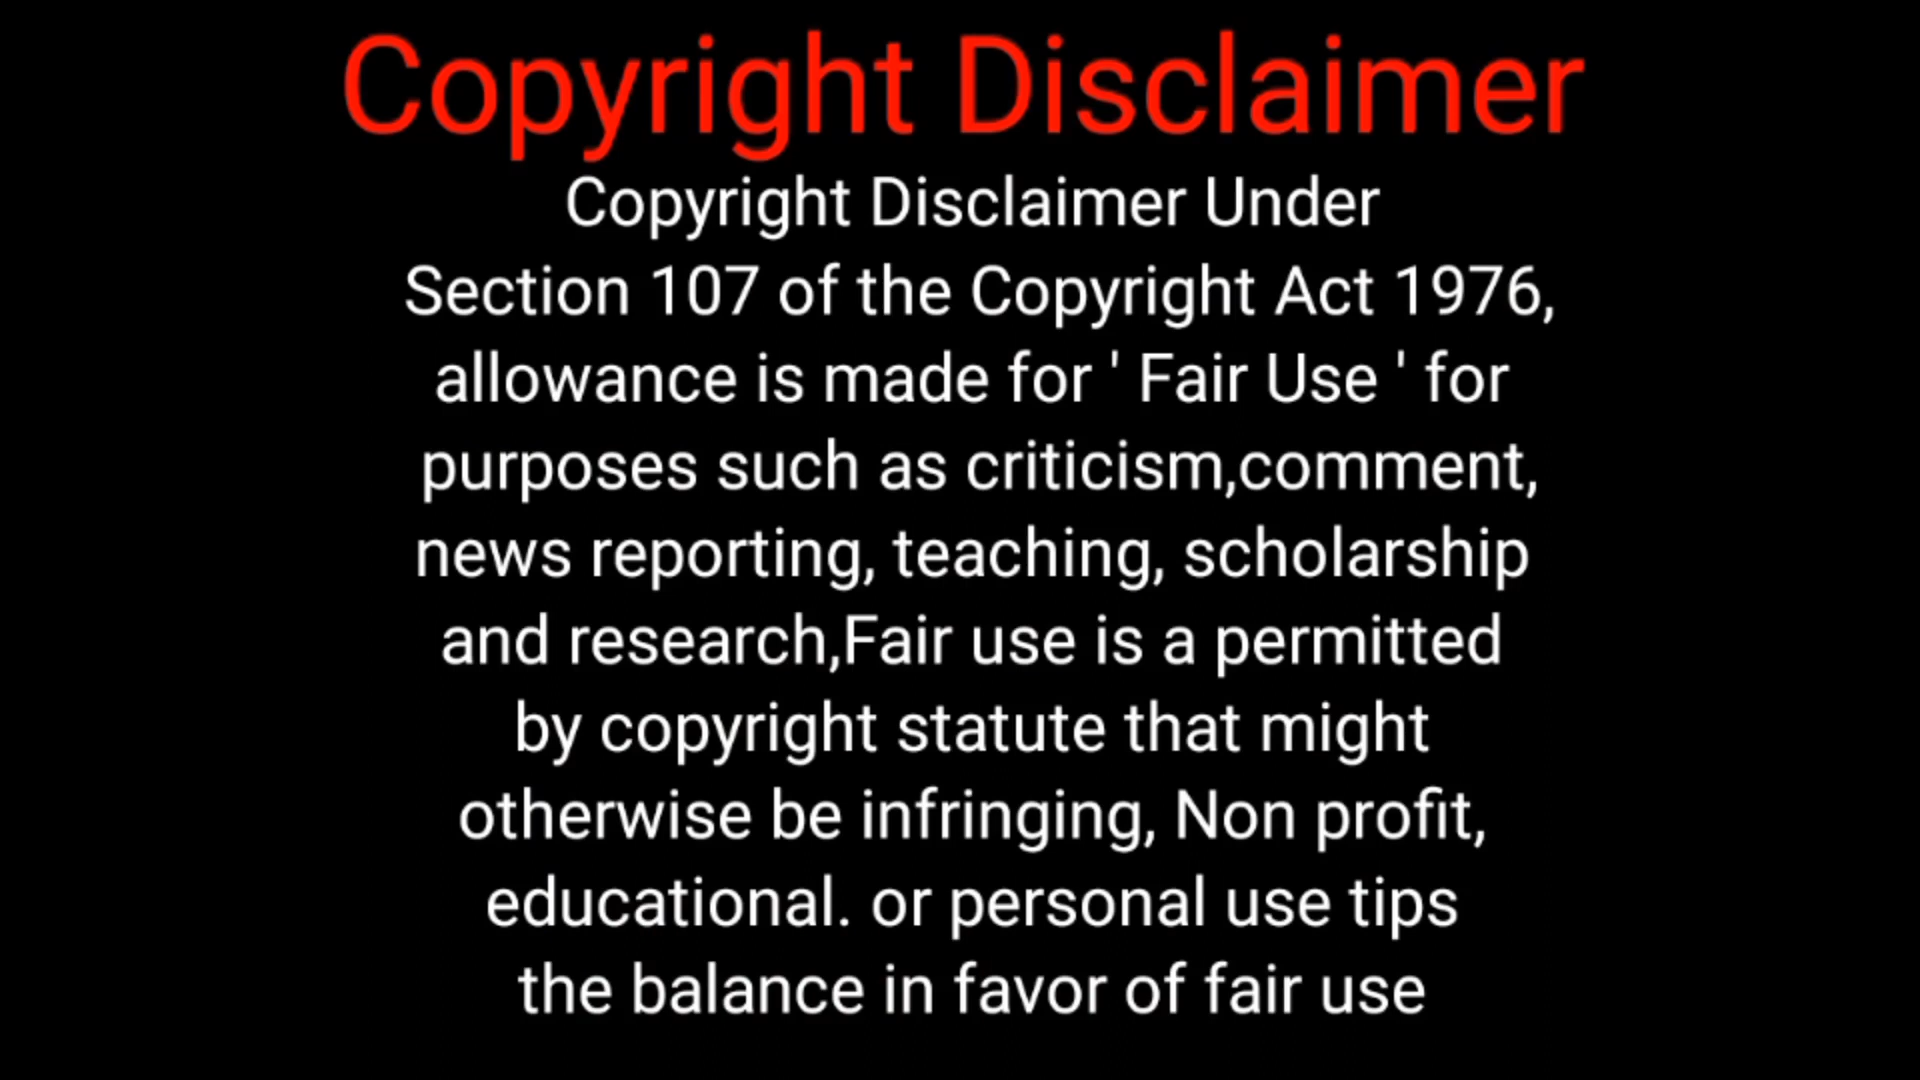 Copyright Disclaimer
Copyright Disclaimer Under
Section 107 of the Copyright Act 1976,
allowance is made for ' Fair Use ' for
purposes such as criticism,comment,
news reporting, teaching, scholarship
and research,Fair use is a permitted
by copyright statute that might
otherwise be infringing, Non profit,
educational. or personal use tips
the balance in favor of fair use